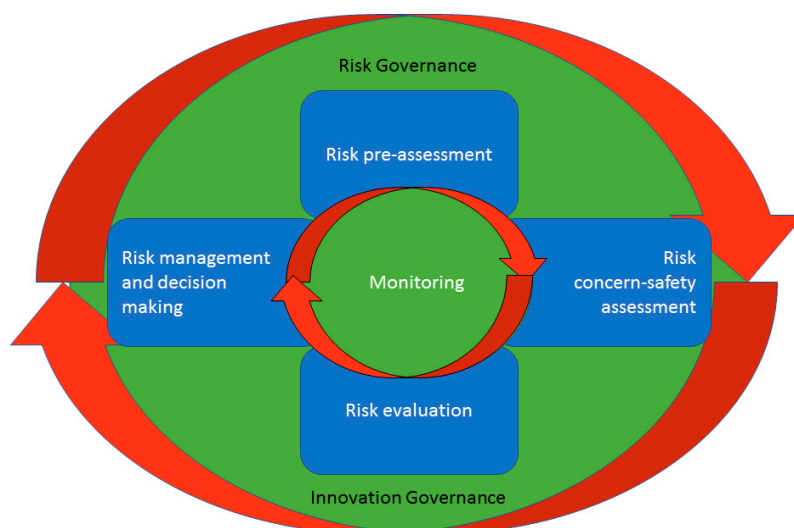 Risk Governance
Risk pre-assessment
Risk management
and decision
making
Monitoring
Risk
concern-safety
assessment
Risk evaluation
Innovation Governance